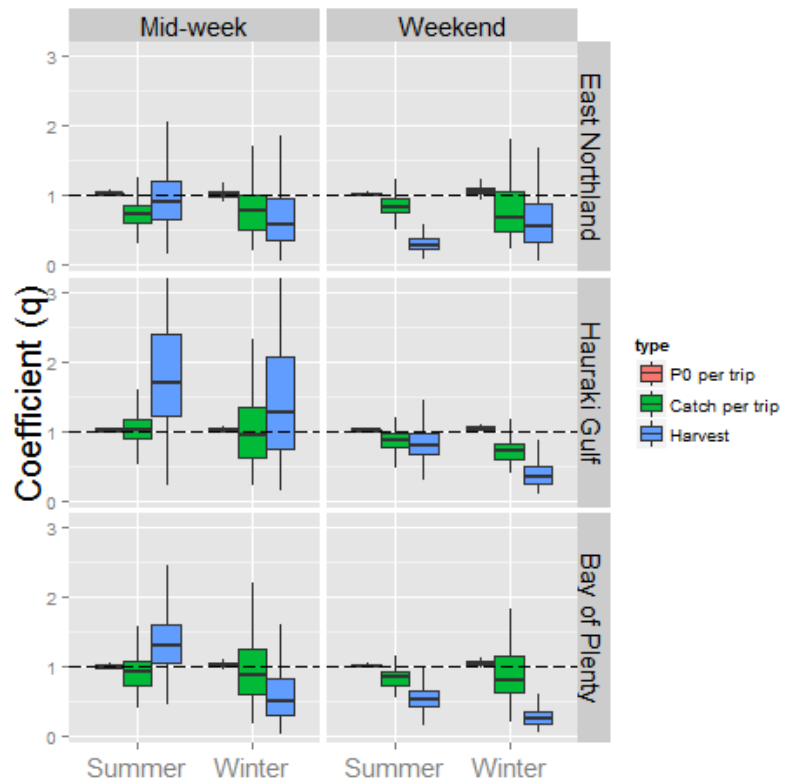 Mid-week
Weekend
3
2
1
0
East Northland
Coefficient (q)
3
2
1
0
Hauraki Gulf
3
2
1
0
Bay of Plenty
Summer
Winter
Summer
Winter
type
P0 per trip
Catch per trip
Harvest